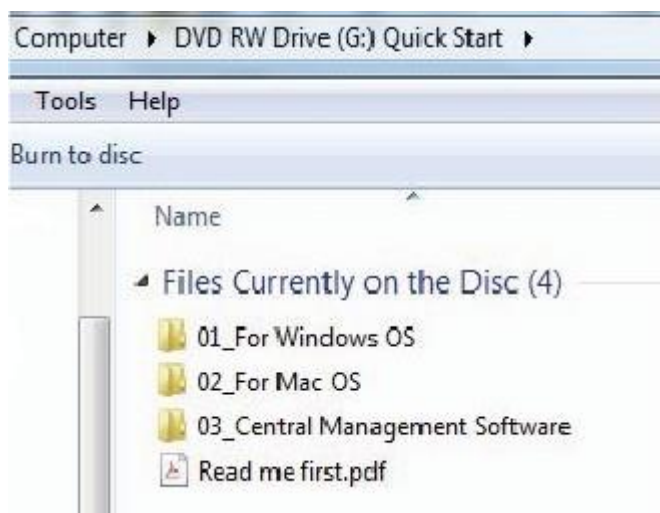 Computer ▸ DVD RW Drive (G:) Quick Start ▸
Tools Help
Burn to disc
Name
Files Currently on the Disc (4)
01_For Windows OS
02_For Mac OS
03_Central Management Software
Read me first.pdf